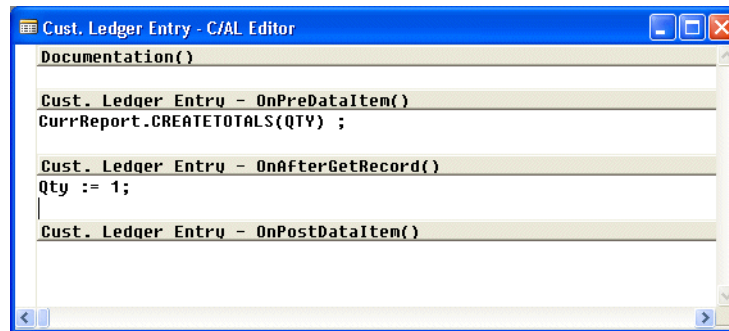 Cust. Ledger Entry - C/AL Editor
Documentation()
Cust. Ledger Entry - OnPreDataItem()
CurrReport.CREATETOTALS(QTY) ;
Cust. Ledger Entry - OnAfterGetRecord()
Qty := 1;
Cust. Ledger Entry - OnPostDataItem()